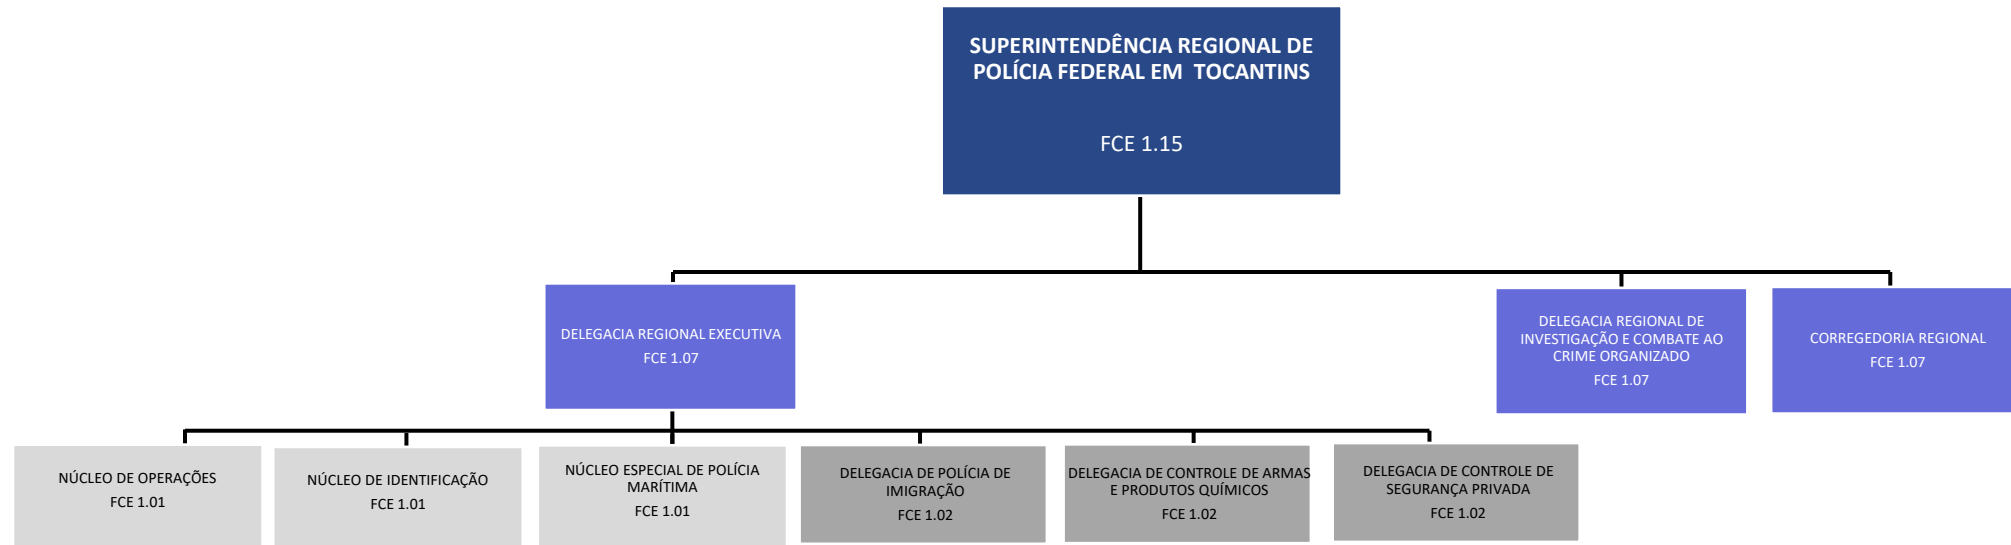 SUPERINTENDÊNCIA REGIONAL DE
POLÍCIA FEDERAL EM TOCANTINS
FCE 1.15
DELEGACIA REGIONAL EXECUTIVA
FCE 1.07
DELEGACIA REGIONAL DE
INVESTIGAÇÃO E COMBATE AO
CRIME ORGANIZADO
FCE 1.07
CORREGEDORIA REGIONAL
FCE 1.07
NÚCLEO DE OPERAÇÕES
FCE 1.01
NÚCLEO DE IDENTIFICAÇÃO
FCE 1.01
NÚCLEO ESPECIAL DE POLÍCIA
MARÍTIMA
FCE 1.01
DELEGACIA DE POLÍCIA DE
IMIGRAÇÃO
FCE 1.02
DELEGACIA DE CONTROLE DE ARMAS
E PRODUTOS QUÍMICOS
FCE 1.02
DELEGACIA DE CONTROLE DE
SEGURANÇA PRIVADA
FCE 1.02